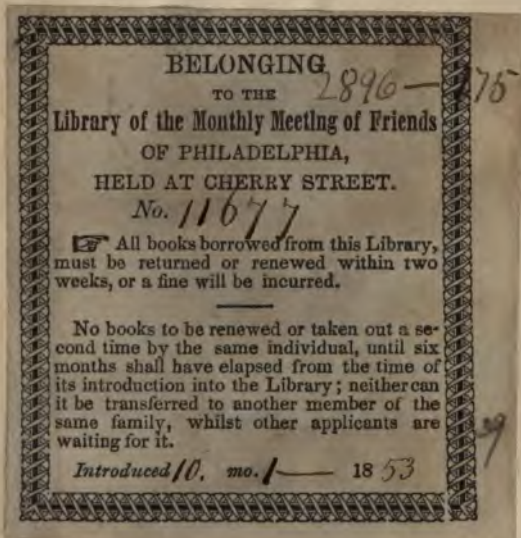 BELONGING
2896—175
TO THE
Library of the Monthly Meeting of Friends
OF PHILADELPHIA,
HELD AT CHERRY STREET.
No. 11677
☞ All books borrowed from this Library,
must be returned or renewed within two
weeks, or a fine will be incurred.
No books to be renewed or taken out a se-
cond time by the same individual, until six
months shall have elapsed from the time of
its introduction into the Library; neither can
it be transferred to another member of the
same family, whilst other applicants are
waiting for it.
Introduced 10, mo. 1—— 1853